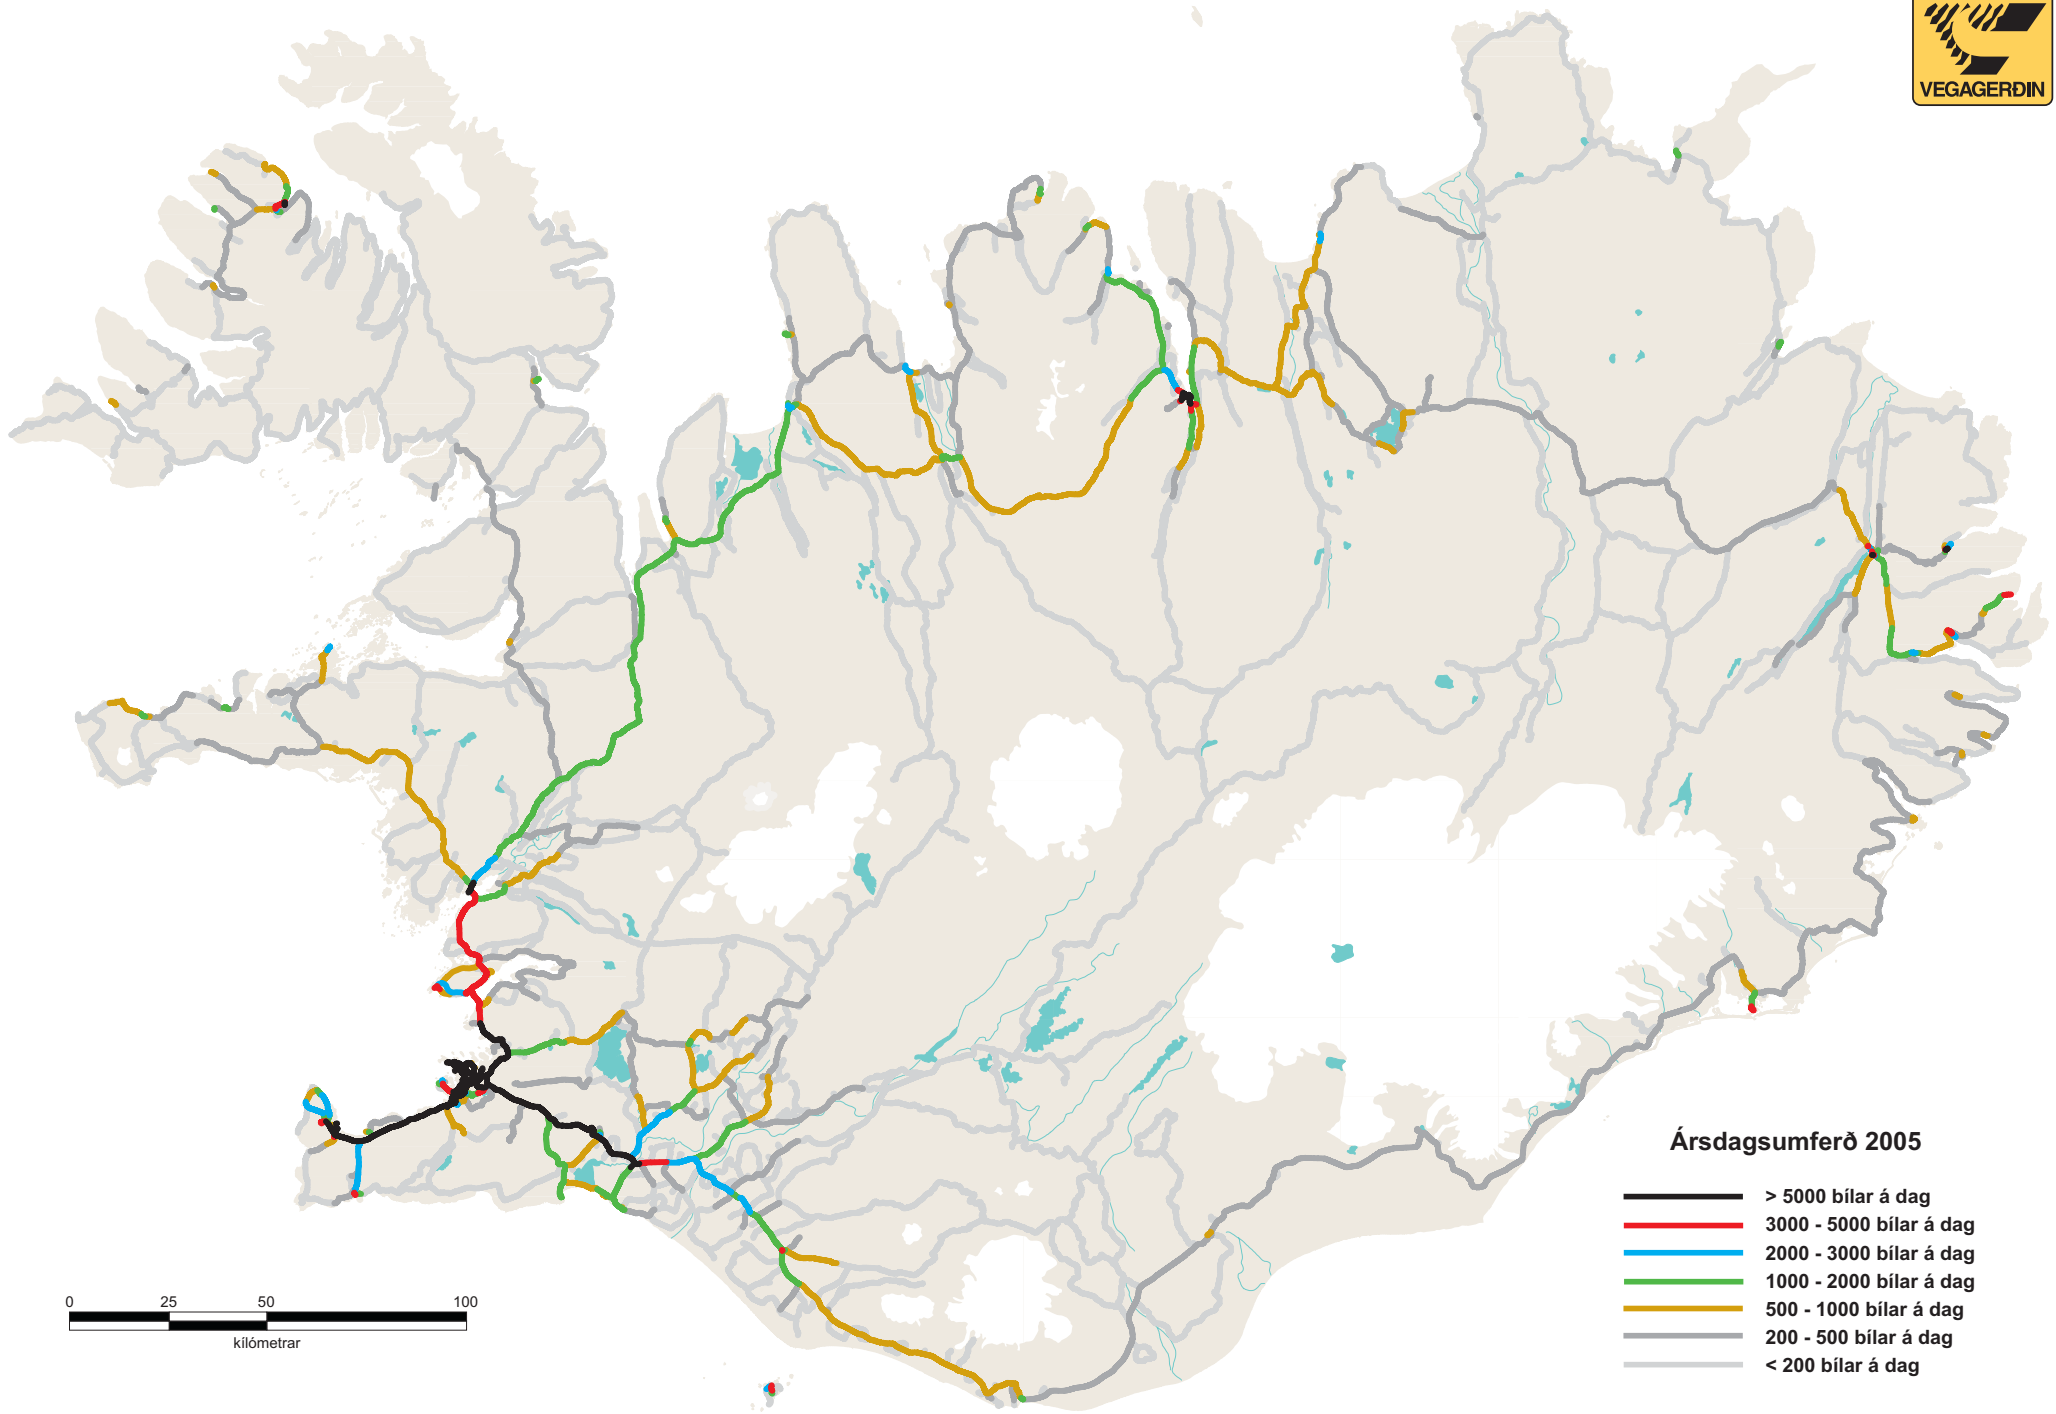 VEGAGERÐIN
Ársdagsumferð 2005
> 5000 bílar á dag
3000 - 5000 bílar á dag
2000 - 3000 bílar á dag
1000 - 2000 bílar á dag
500 - 1000 bílar á dag
200 - 500 bílar á dag
< 200 bílar á dag
0 25 50 100
kílómetrar